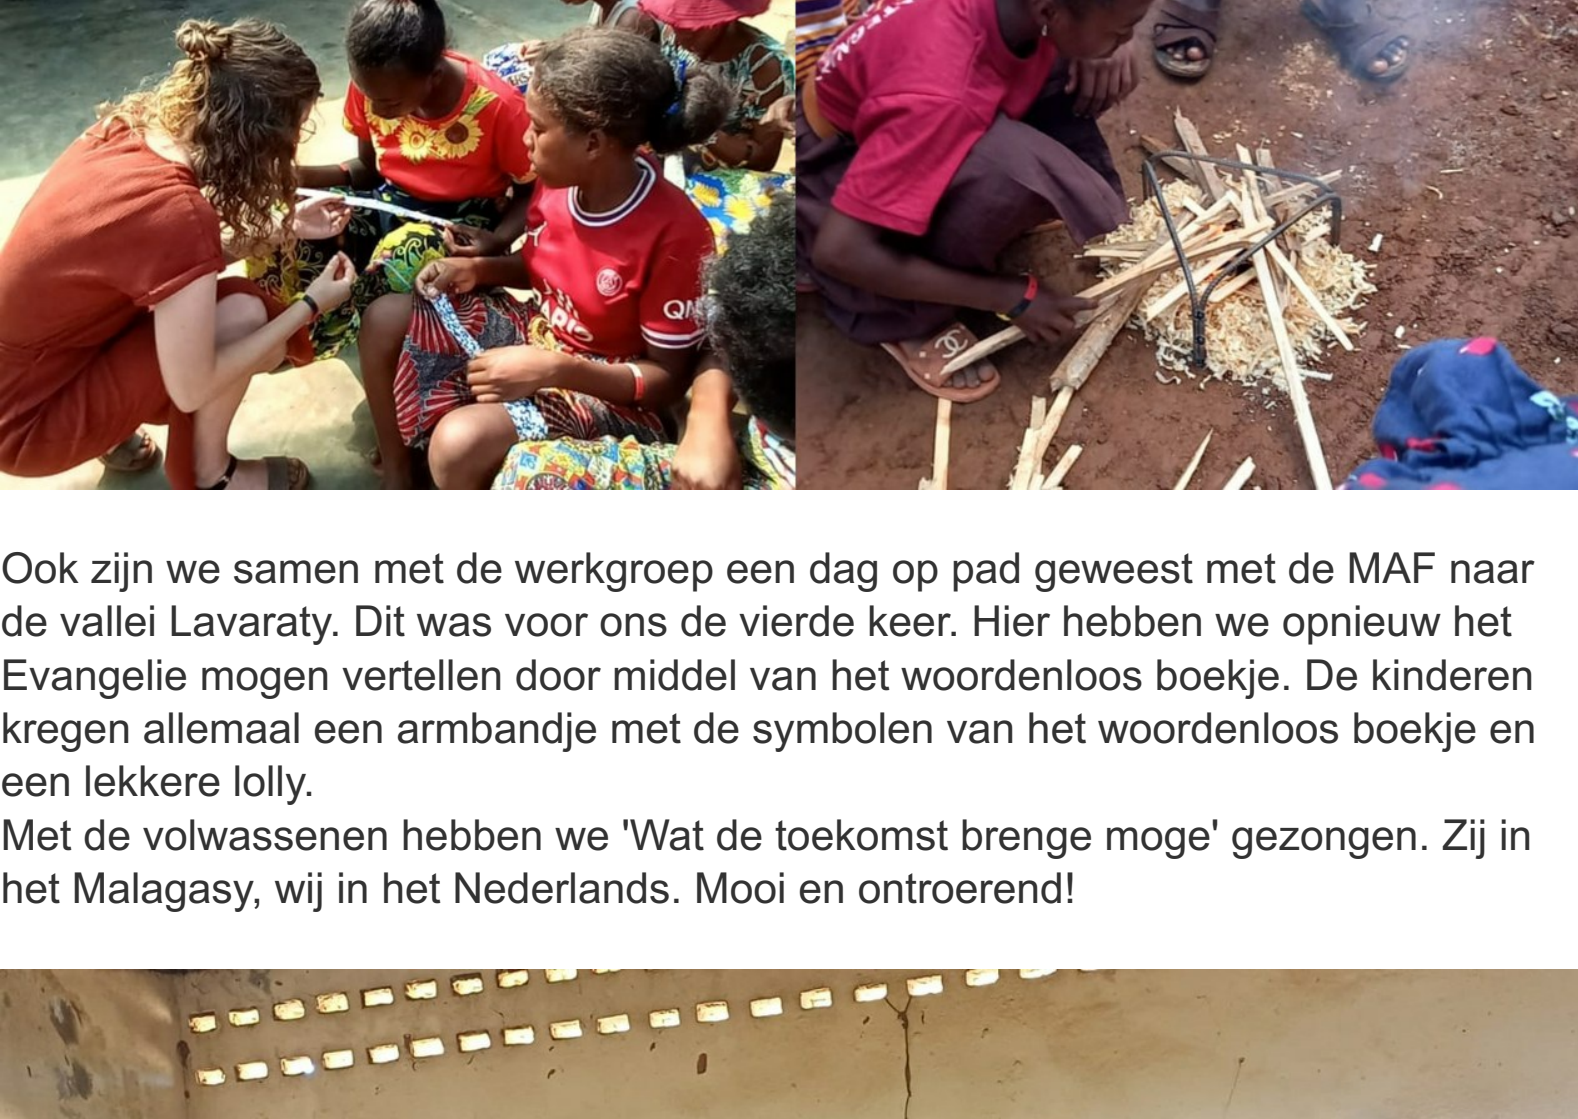 QN
ARIS
Ook zijn we samen met de werkgroep een dag op pad geweest met de MAF naar
de vallei Lavaraty. Dit was voor ons de vierde keer. Hier hebben we opnieuw het
Evangelie mogen vertellen door middel van het woordenloos boekje. De kinderen
kregen allemaal een armbandje met de symbolen van het woordenloos boekje en
een lekkere lolly.
Met de volwassenen hebben we 'Wat de toekomst brenge moge' gezongen. Zij in
het Malagasy, wij in het Nederlands. Mooi en ontroerend!